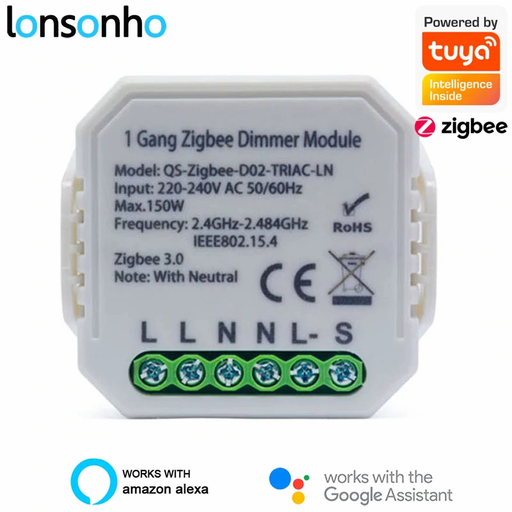 lonsonho
Powered by
tuya
Intelligence
Inside
zigbee
1 Gang Zigbee Dimmer Module
Model: QS-Zigbee-D02-TRIAC-LN
Input: 220-240V AC 50/60Hz
Max.150W
Frequency: 2.4GHz-2.484GHz
IEEE802.15.4
RoHS
Zigbee 3.0
Note: With Neutral
CE
L L N N L- S
WORKS WITH
amazon alexa
works with the
Google Assistant